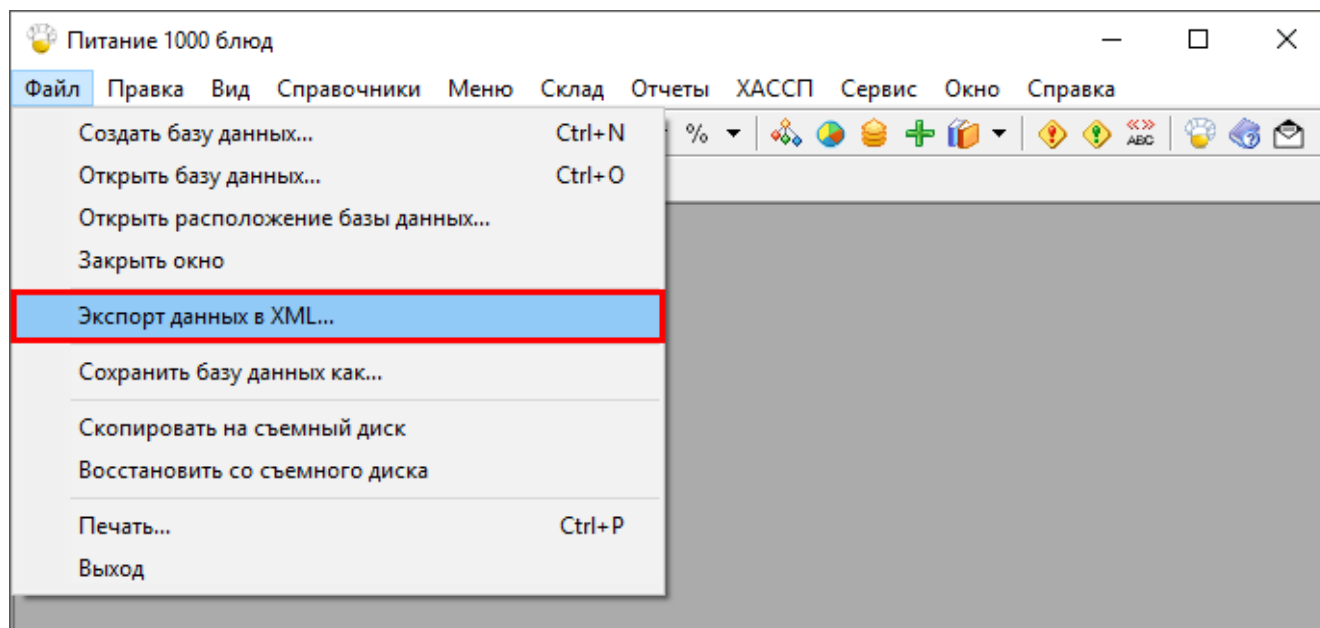 Питание 1000 блюд
Файл Правка Вид Справочники Меню Склад Отчеты ХАССП Сервис Окно Справка
Создать базу данных... Ctrl+N
% ABC
Открыть базу данных... Ctrl+O
Открыть расположение базы данных...
Закрыть окно
Экспорт данных в XML...
Сохранить базу данных как...
Скопировать на съемный диск
Восстановить со съемного диска
Печать... Ctrl+P
Выход